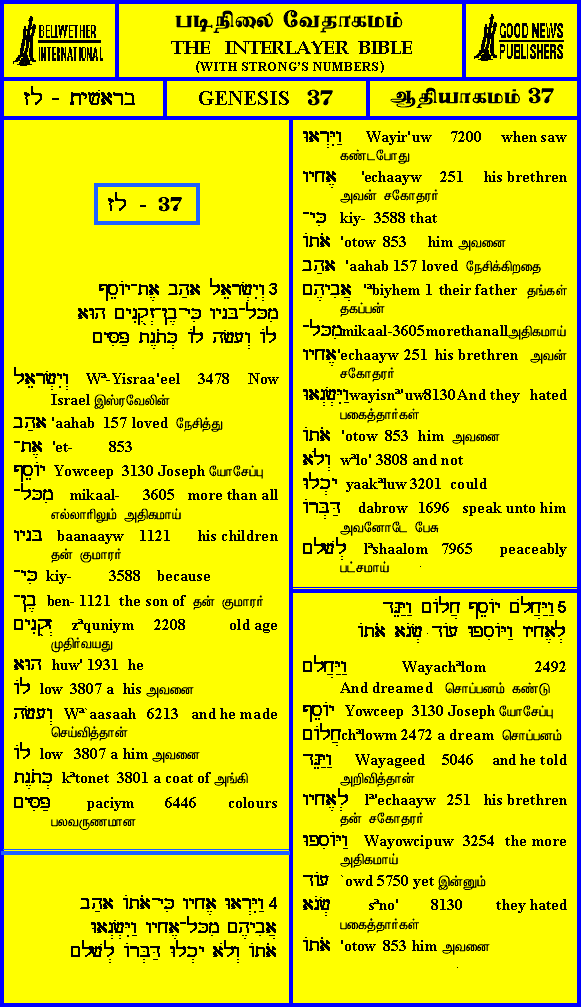 BELLWETHER
INTERNATIONAL
படிநிலை வேதாகமம்
THE INTERLAYER BIBLE
(WITH STRONG'S NUMBERS)
GOOD NEWS
PUBLISHERS
בראשית - לז
GENESIS 37
ஆதியாகமம் 37
לז - 37
3 וְיִשְׂרָאֵל אָהַב אֶת־יוֹסֵף
מִכָּל־בָּנָיו כִּי־בֶן־זְקֻנִים הוּא
לוֹ וְעָשָׂה לוֹ כְּתֹנֶת פַּסִּים
וְיִשְׂרָאֵל Wª-Yisraa'eel 3478 Now
Israel இஸ்ரவேலின்
אָהַב 'aahab 157 loved நேசித்து
אֶת־ 'et- 853
יוֹסֵף Yowceep 3130 Joseph யோசேப்பு
מִכָּל־ mikaal- 3605 more than all
எல்லாரிலும் அதிகமாய்
בָּנָיו baanaayw 1121 his children
தன் குமாரர்
כִּי־ kiy- 3588 because
בֶן־ ben- 1121 the son of தன் குமாரர்
זְקֻנִים zªquniym 2208 old age
முதிர்வயது
הוּא huw' 1931 he
לוֹ low 3807 a his அவனை
וְעָשָׂה Wª`aasaah 6213 and he made
செய்வித்தான்
לוֹ low 3807 a him அவனை
כְּתֹנֶת kªtonet 3801 a coat of அங்கி
פַּסִּים paciym 6446 colours
பலவருணமான
4 וַיִּרְאוּ אֶחָיו כִּי־אֹתוֹ אָהַב
אֲבִיהֶם מִכָּל־אֶחָיו וַיִּשְׂנְאוּ
אֹתוֹ וְלֹא יָכְלוּ דַּבְּרוֹ לְשָׁלֹם
וַיִּרְאוּ Wayir'uw 7200 when saw
கண்டபோது
אֶחָיו 'echaayw 251 his brethren
அவன் சகோதரர்
כִּי־ kiy- 3588 that
אֹתוֹ 'otow 853 him அவனை
אָהַב 'aahab 157 loved நேசிக்கிறதை
אֲבִיהֶם 'ªbiyhem 1 their father தங்கள்
தகப்பன்
מִכָּל־ mikaal-3605 more than all அதிகமாய்
אֶחָיו 'echaayw 251 his brethren அவன்
சகோதரர்
וַיִּשְׂנְאוּ wayisnª'uw 8130 And they hated
பகைத்தார்கள்
אֹתוֹ 'otow 853 him அவனை
וְלֹא wªlo' 3808 and not
יָכְלוּ yaakªluw 3201 could
דַּבְּרוֹ dabrow 1696 speak unto him
அவனோடே பேசு
לְשָׁלֹם lªshaalom 7965 peaceably
பட்சமாய்
5 וַיַּחֲלֹם יוֹסֵף חֲלוֹם וַיַּגֵּד
לְאֶחָיו וַיּוֹסִפוּ עוֹד שְׂנֹא אֹתוֹ
וַיַּחֲלֹם Wayachªlom 2492
And dreamed சொப்பனம் கண்டு
יוֹסֵף Yowceep 3130 Joseph யோசேப்பு
חֲלוֹם chªlowm 2472 a dream சொப்பனம்
וַיַּגֵּד Wayageed 5046 and he told
அறிவித்தான்
לְאֶחָיו lª'echaayw 251 his brethren
தன் சகோதரர்
וַיּוֹסִפוּ Wayowcipuw 3254 the more
அதிகமாய்
עוֹד `owd 5750 yet இன்னும்
שְׂנֹא sªno' 8130 they hated
பகைத்தார்கள்
אֹתוֹ 'otow 853 him அவனை